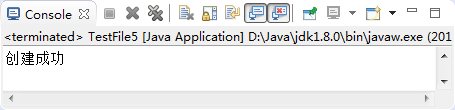 Console
<terminated> TestFile5 [Java Application] D:\Java\jdk1.8.0\bin\javaw.exe (201
创建成功